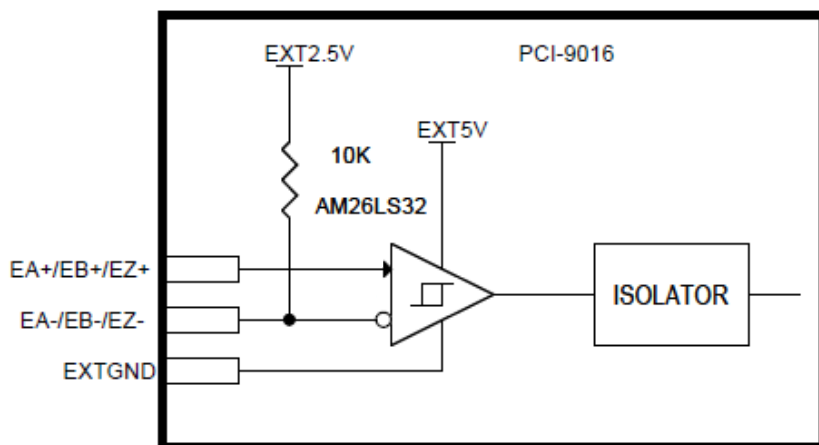 EXT2.5V
PCI-9016
EXT5V
10K
AM26LS32
EA+/EB+/EZ+
ISOLATOR
EA-/EB-/EZ-
EXTGND